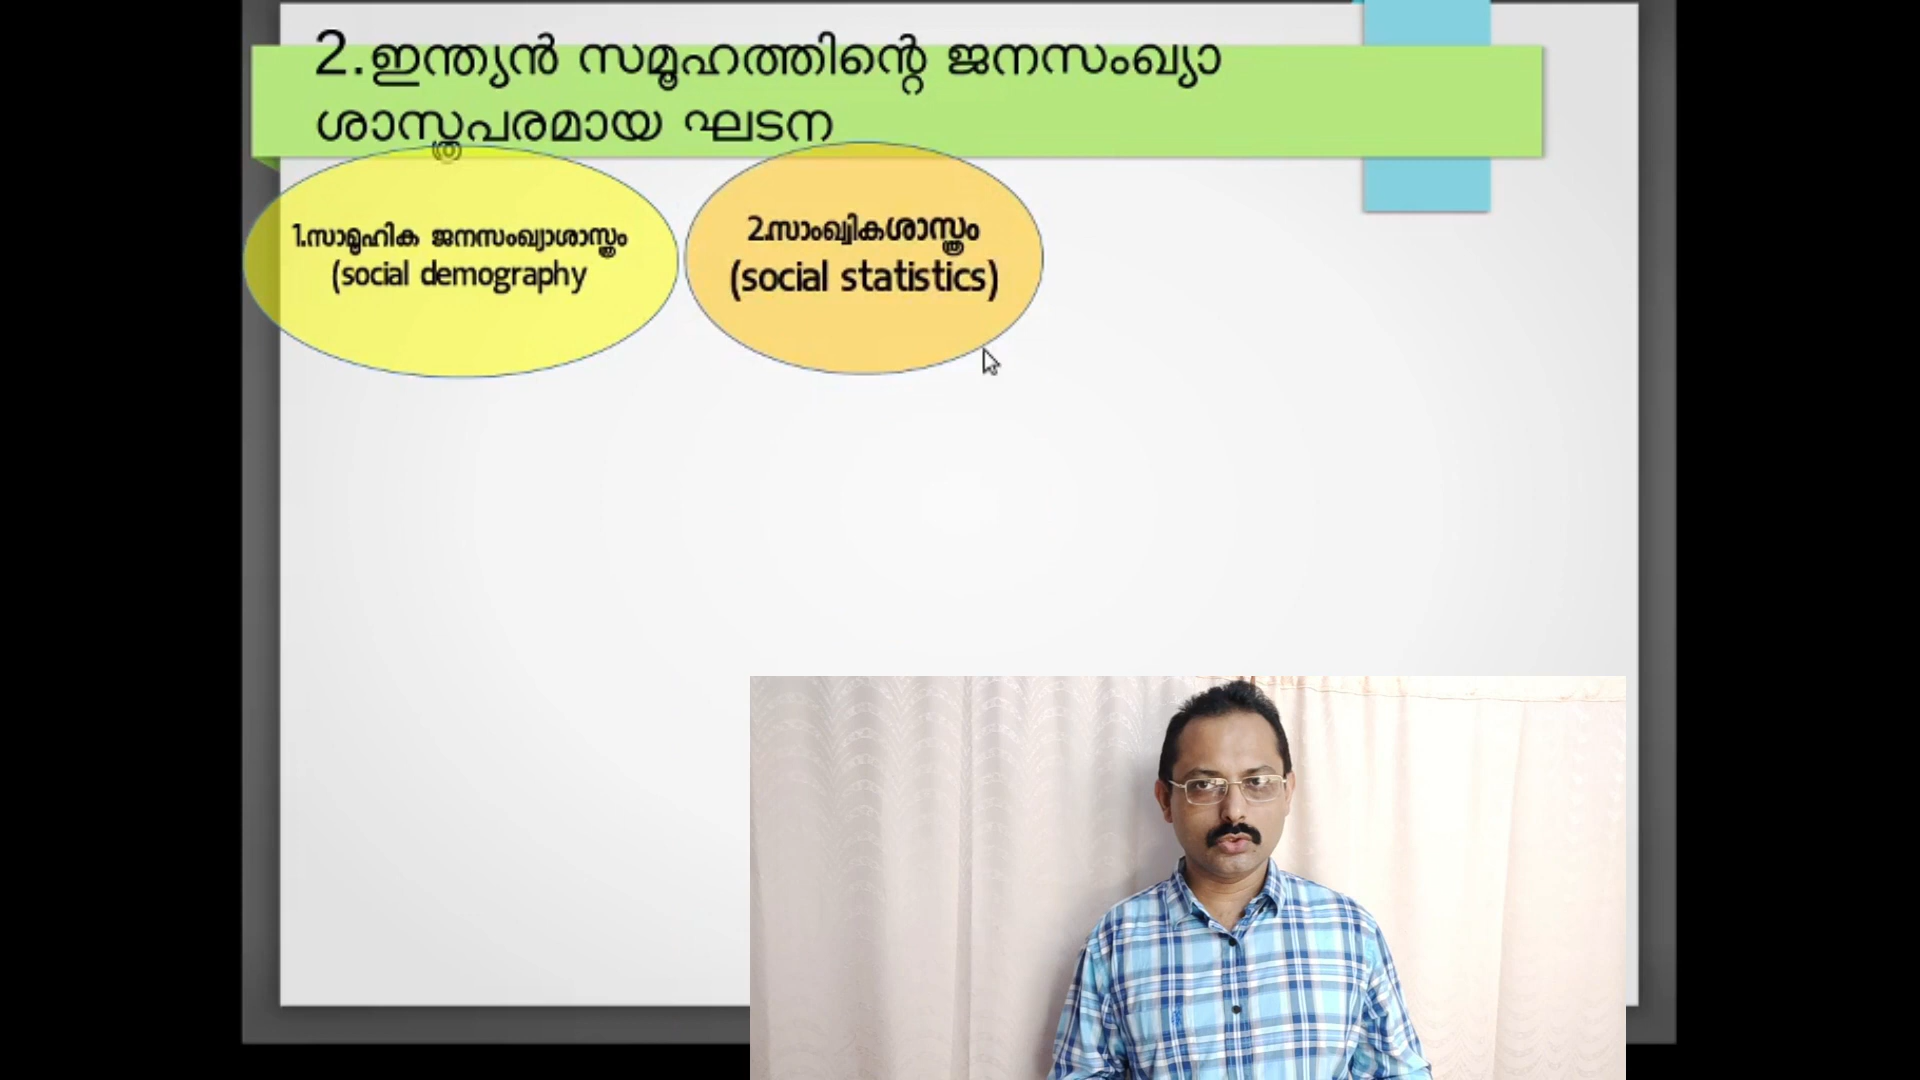 2.ഇന്ത്യൻ സമൂഹത്തിന്റെ ജനസംഖ്യാ
ശാസ്ത്രപരമായ ഘടന
1.സാമൂഹിക ജനസംഖ്യാശാസ്ത്രം
(social demography
2.സാംഖ്യികശാസ്ത്രം
(social statistics)